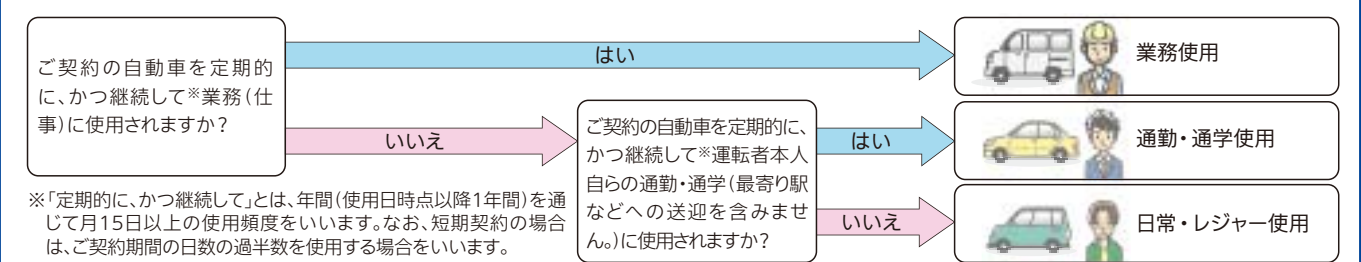 ご契約の自動車を定期的
に、かつ継続して※業務(仕
事)に使用されますか?
はい
業務使用
いいえ
ご契約の自動車を定期的に、
かつ継続して※運転者本人
自らの通勤・通学(最寄り駅
などへの送迎を含みませ
ん。)に使用されますか?
はい
通勤・通学使用
いいえ
日常・レジャー使用
※「定期的に、かつ継続して」とは、年間(使用日時点以降1年間)を通
じて月15日以上の使用頻度をいいます。なお、短期契約の場合
は、ご契約期間の日数の過半数を使用する場合をいいます。